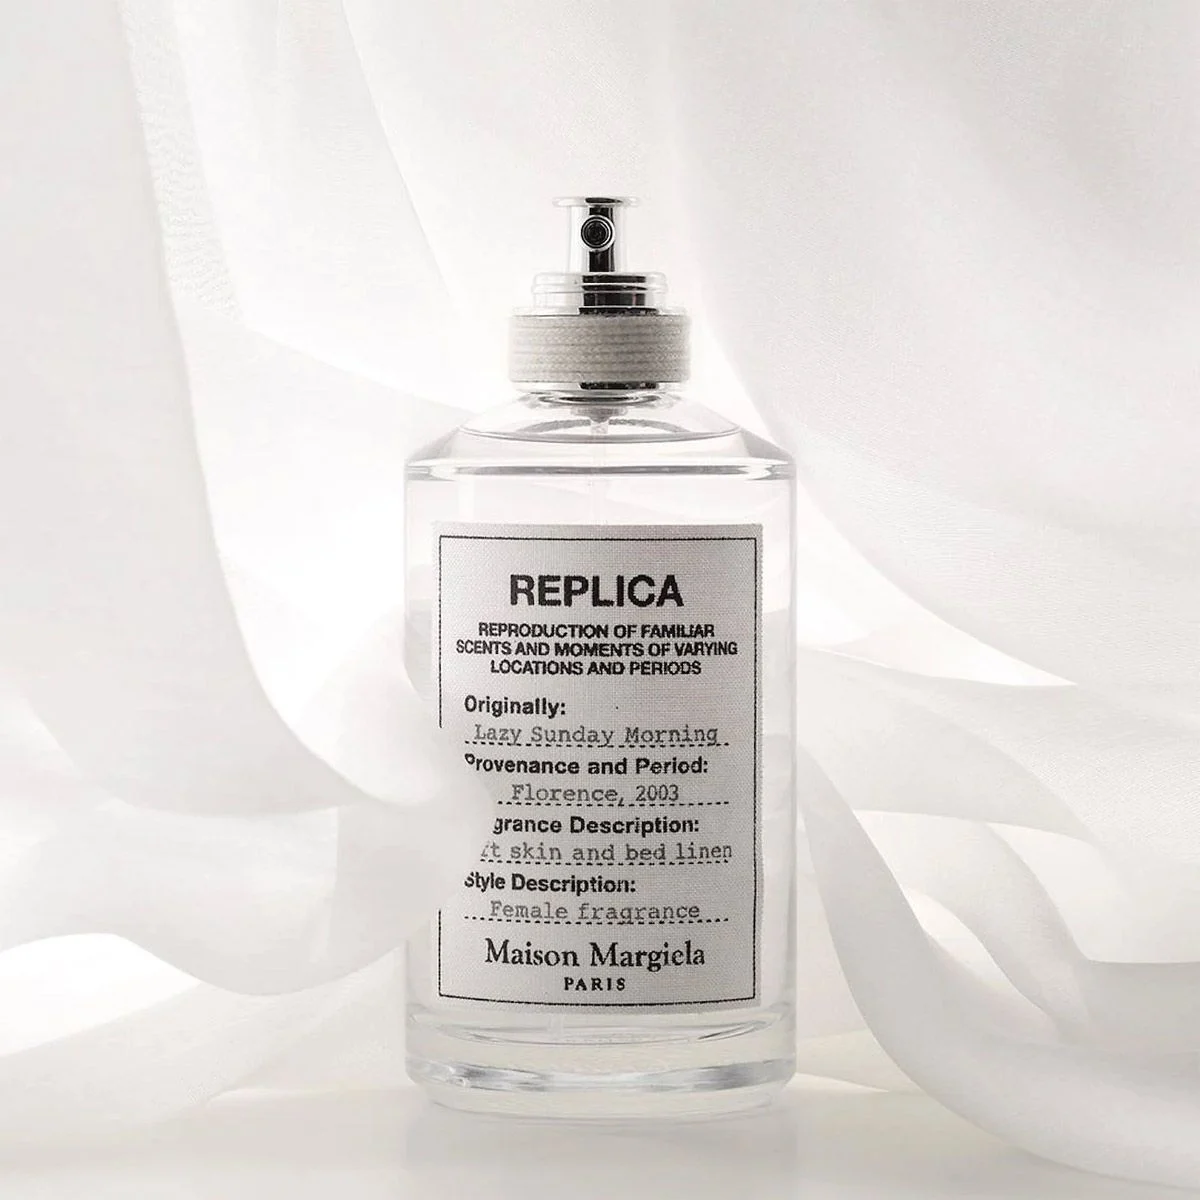 REPLICA
REPRODUCTION OF FAMILIAR
SCENTS AND MOMENTS OF VARYING
LOCATIONS AND PERIODS
Originally:
Lazy Sunday Morning
Provenance and Period:
Florence, 2003
grance Description:
skin and bed linen
Style Description:
Female fragrance
Maison Margiela
PARIS